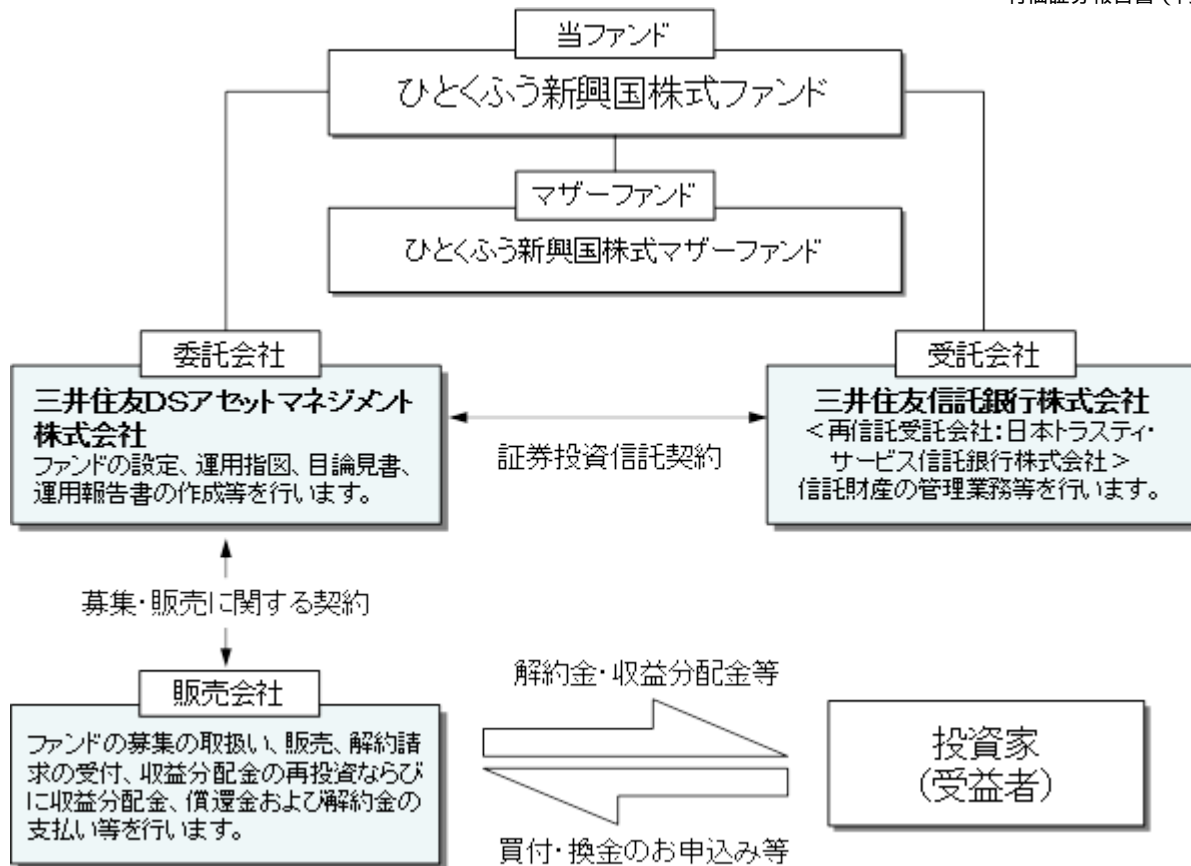 当ファンド
ひとくふう新興国株式ファンド
マザーファンド
ひとくふう新興国株式マザーファンド
委託会社
三井住友DSアセットマネジメント
株式会社
ファンドの設定、運用指図、目論見書、
運用報告書の作成等を行います。
証券投資信託契約
受託会社
三井住友信託銀行株式会社
<再信託受託会社:日本トラスティ・
サービス信託銀行株式会社>
信託財産の管理業務等を行います。
募集・販売に関する契約
販売会社
ファンドの募集の取扱い、販売、解約請
求の受付、収益分配金の再投資ならび
に収益分配金、償還金および解約金の
支払い等を行います。
解約金・収益分配金等
買付・換金のお申込み等
投資家
(受益者)